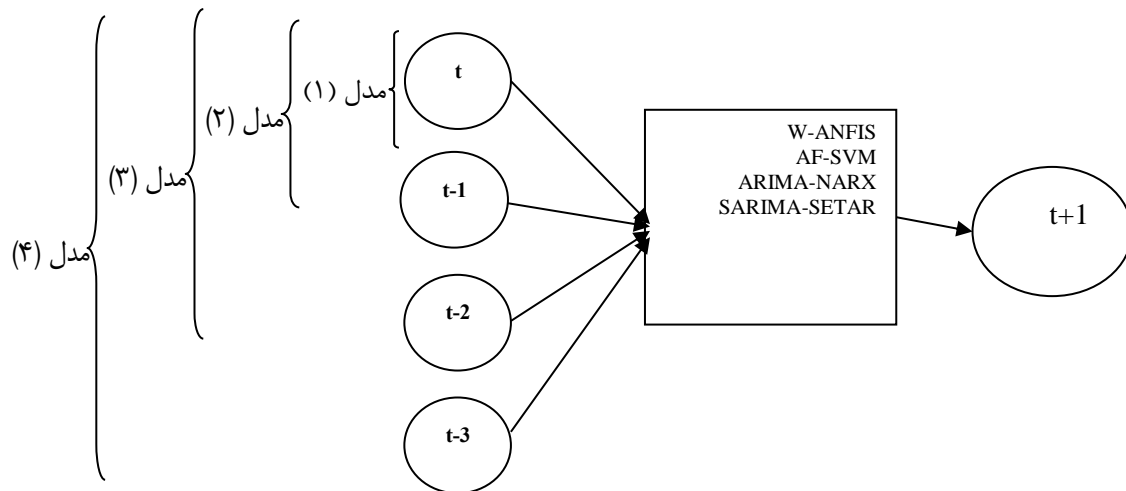 مدل (۱)
مدل (۲)
مدل (۳)
مدل (۴)
t
t-1
t-2
t-3
W-ANFIS
AF-SVM
ARIMA-NARX
SARIMA-SETAR
t+1